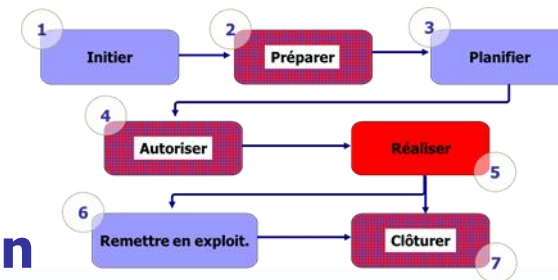 1
Initier
2
Préparer
3
Planifier
4
Autoriser
Réaliser
5
6
Remettre en exploit.
Clôturer
7
n